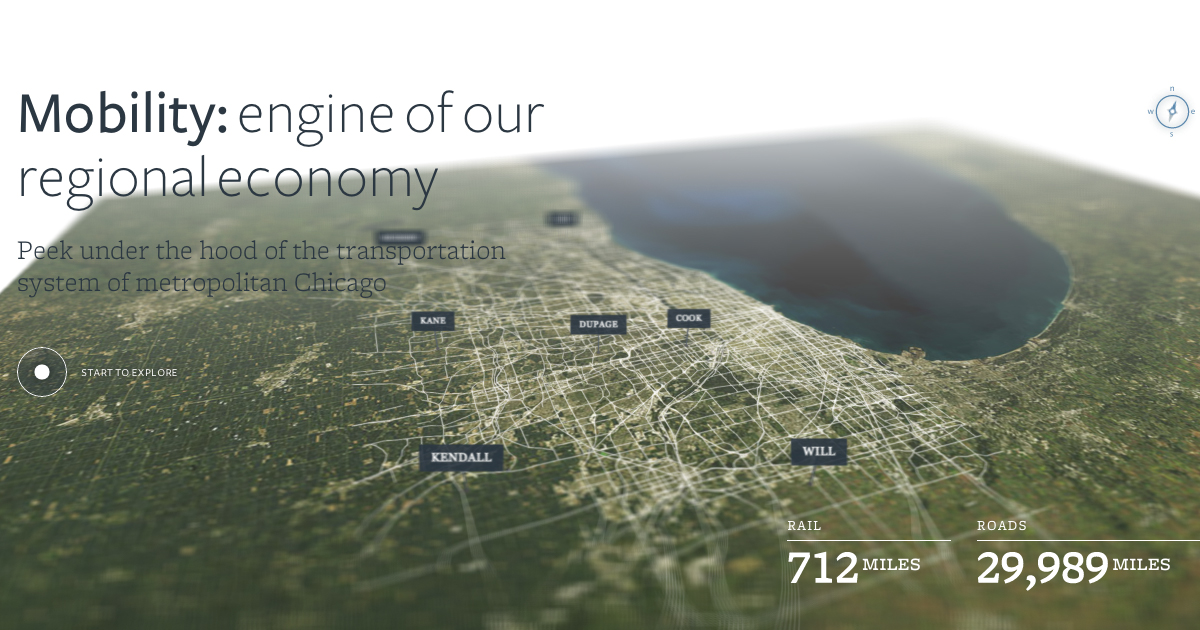 Mobility: engine of our
regional economy
n
w
e
s
Peek under the hood of the transportation
system of metropolitan Chicago
KANE
DUPAGE
COOK
START TO EXPLORE
KENDALL
WILL
RAIL
712 MILES
ROADS
29,989 MILES